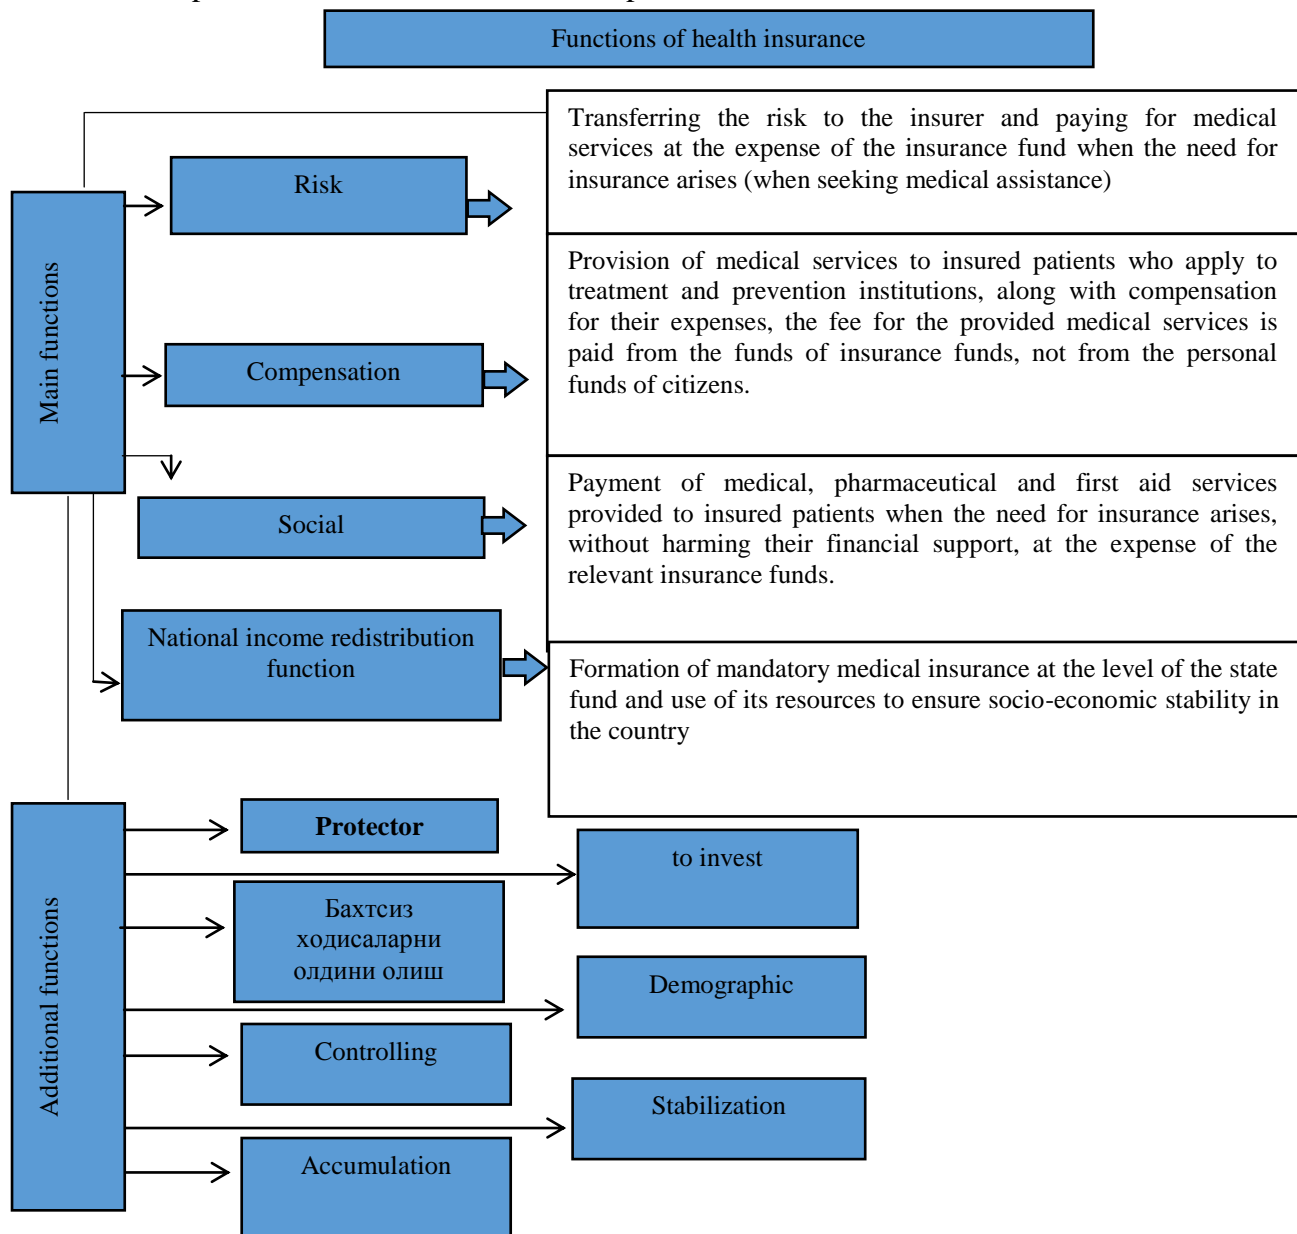 Functions of health insurance
Main functions
Risk
Transferring the risk to the insurer and paying for medical
services at the expense of the insurance fund when the need for
insurance arises (when seeking medical assistance)
Compensation
Provision of medical services to insured patients who apply to
treatment and prevention institutions, along with compensation
for their expenses, the fee for the provided medical services is
paid from the funds of insurance funds, not from the personal
funds of citizens.
Social
Payment of medical, pharmaceutical and first aid services
provided to insured patients when the need for insurance arises,
without harming their financial support, at the expense of the
relevant insurance funds.
National income redistribution
function
Formation of mandatory medical insurance at the level of the state
fund and use of its resources to ensure socio-economic stability in
the country
Additional functions
Protector
to invest
Бахтсиз
ходисаларни
олдини олиш
Demographic
Controlling
Stabilization
Accumulation